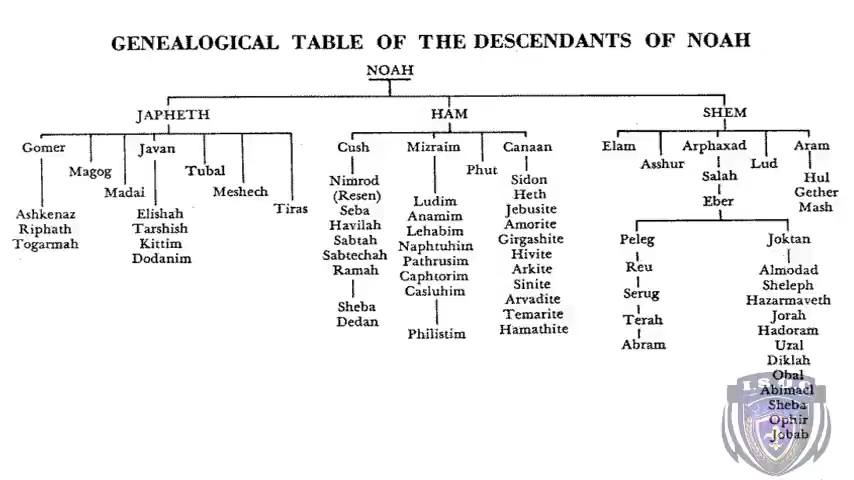 GENEALOGICAL TABLE OF THE DESCENDANTS OF NOAH
NOAH
JAPHETH
HAM
SHEM
Gomer
Magog
Madai
Javan
Tubal
Meshech
Tiras
Ashkenaz
Riphath
Togarmah
Elishah
Tarshish
Kittim
Dodanim
Cush
Mizraim
Phut
Canaan
Nimrod
(Resen)
Seba
Havilah
Sabtah
Sabtechah
Ramah
Sheba
Dedan
Ludim
Anamim
Lehabim
Naphtuhim
Pathrusim
Caphtorim
Casluhim
Philistim
Sidon
Heth
Jebusite
Amorite
Girgashite
Hivite
Arkite
Sinite
Arvadite
Temarite
Hamathite
Elam
Asshur
Arphaxad
Lud
Aram
Salah
Eber
Hul
Gether
Mash
Peleg
Reu
Serug
Terah
Abram
Joktan
Almodad
Sheleph
Hazarmaveth
Jorah
Hadoram
Uzal
Diklah
Obal
Abimael
Sheba
Ophir
Jobab
I.S.U.G